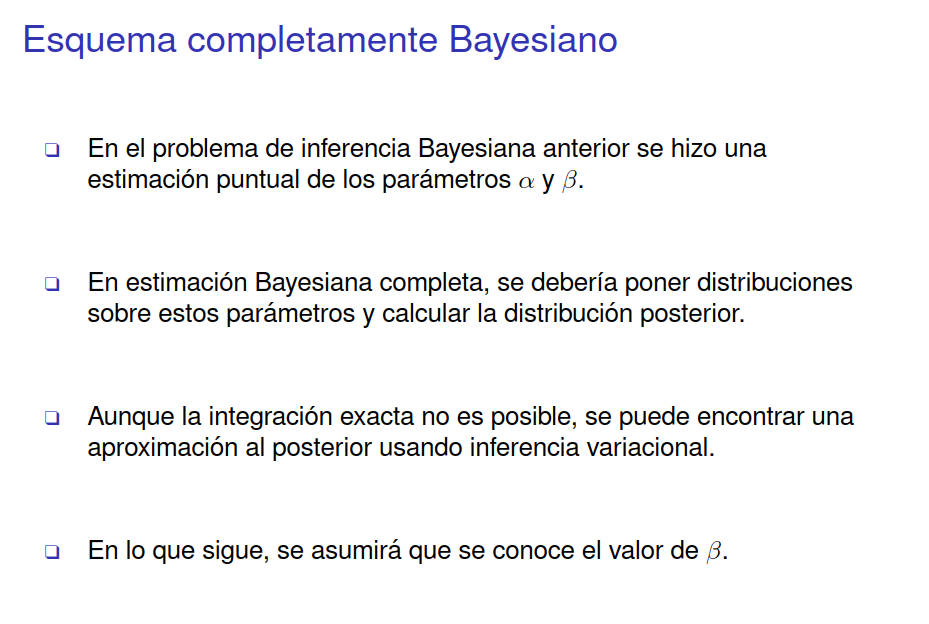 Esquema completamente Bayesiano
❑ En el problema de inferencia Bayesiana anterior se hizo una
estimación puntual de los parámetros α y β.
❑ En estimación Bayesiana completa, se debería poner distribuciones
sobre estos parámetros y calcular la distribución posterior.
❑ Aunque la integración exacta no es posible, se puede encontrar una
aproximación al posterior usando inferencia variacional.
❑ En lo que sigue, se asumirá que se conoce el valor de β.